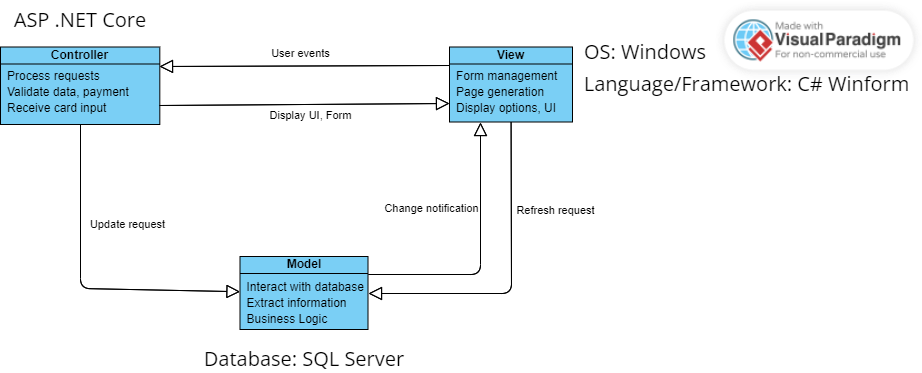 ASP .NET Core
Made with
VisualParadigm
For non-commercial use
Controller
Process requests
Validate data, payment
Receive card input
User events
Display UI, Form
View
Form management
Page generation
Display options, UI
OS: Windows
Language/Framework: C# Winform
Update request
Change notification
Refresh request
Model
Interact with database
Extract information
Business Logic
Database: SQL Server